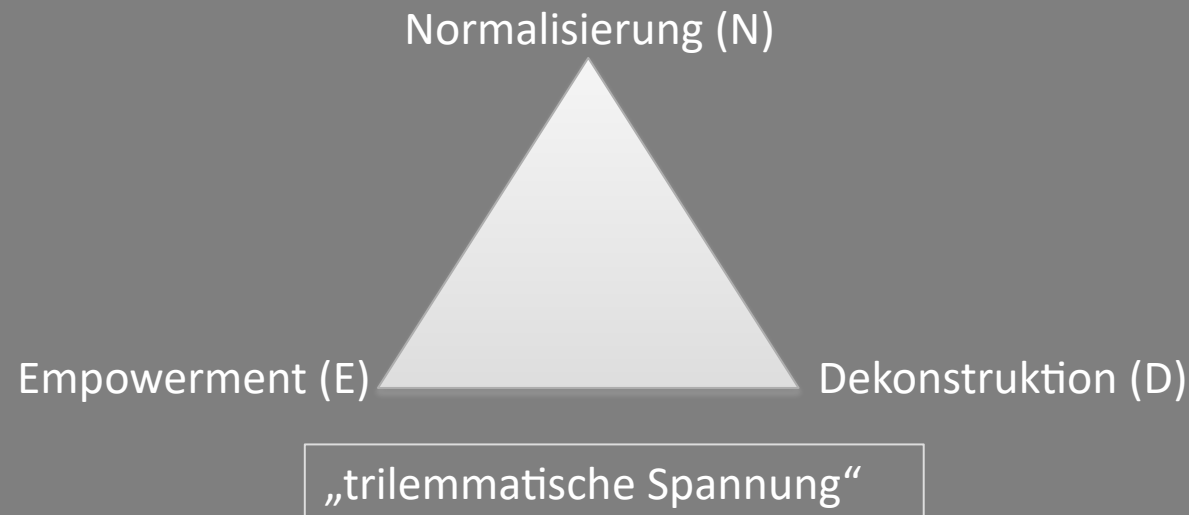 Normalisierung (N)
Empowerment (E)
Dekonstruktion (D)
„trilemmatische Spannung“